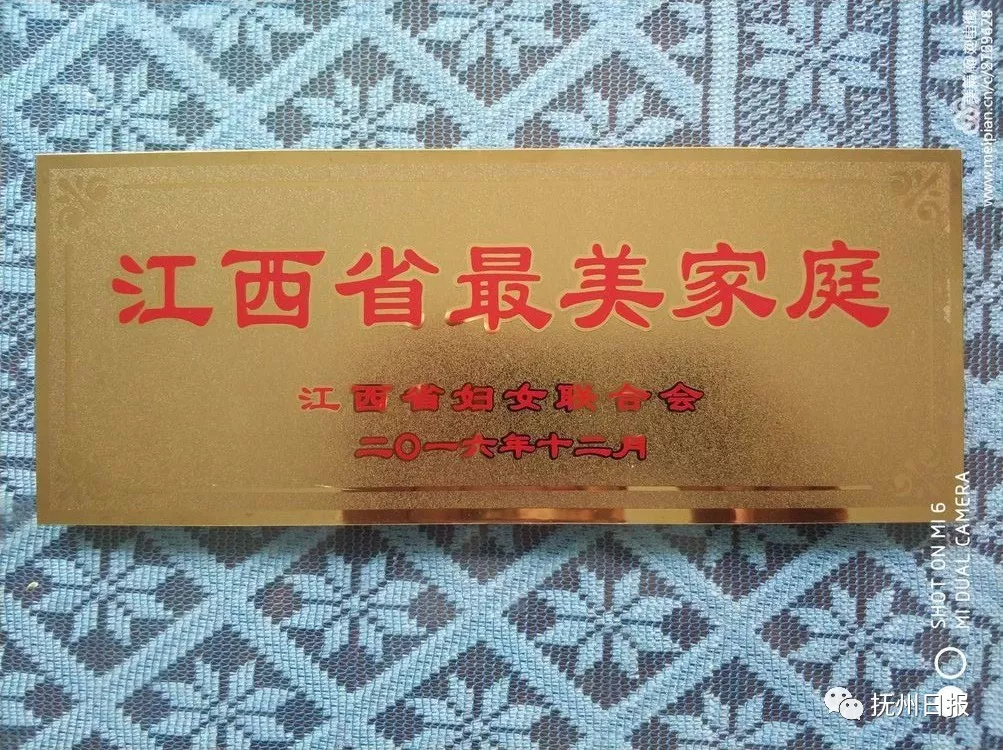 江西省最美家庭
江西省妇女联合会
二〇一六年十二月
SHOT ON MI 6
MI DUAL CAMERA
抚州日报